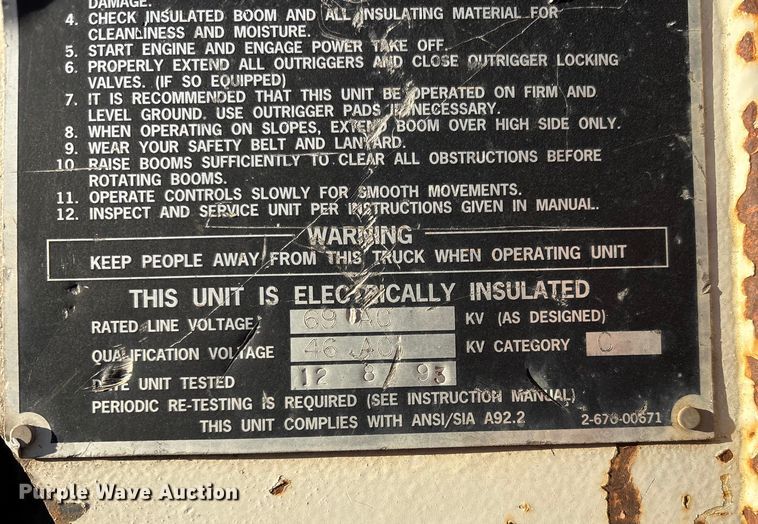 DAMAGE.
4. CHECK INSULATED BOOM AND ALL INSULATING MATERIAL FOR
CLEANLINESS AND MOISTURE.
5. START ENGINE AND ENGAGE POWER TAKE OFF.
6. PROPERLY EXTEND ALL OUTRIGGERS AND CLOSE OUTRIGGER LOCKING
VALVES. (IF SO EQUIPPED)
7. IT IS RECOMMENDED THAT THIS UNIT BE OPERATED ON FIRM AND
LEVEL GROUND. USE OUTRIGGER PADS IF NECESSARY.
8. WHEN OPERATING ON SLOPES, EXTEND BOOM OVER HIGH SIDE ONLY.
9. WEAR YOUR SAFETY BELT AND LANYARD.
10. RAISE BOOMS SUFFICIENTLY TO CLEAR ALL OBSTRUCTIONS BEFORE
ROTATING BOOMS.
11. OPERATE CONTROLS SLOWLY FOR SMOOTH MOVEMENTS.
12. INSPECT AND SERVICE UNIT PER INSTRUCTIONS GIVEN IN MANUAL.
WARNING
KEEP PEOPLE AWAY FROM THIS TRUCK WHEN OPERATING UNIT
THIS UNIT IS ELECTRICALLY INSULATED
RATED LINE VOLTAGE 69 AC KV (AS DESIGNED)
QUALIFICATION VOLTAGE 46 AC KV CATEGORY C
DATE UNIT TESTED 12 8 93
PERIODIC RE-TESTING IS REQUIRED (SEE INSTRUCTION MANUAL)
THIS UNIT COMPLIES WITH ANSI/SIA A92.2 2-670-00671
Purple Wave Auction